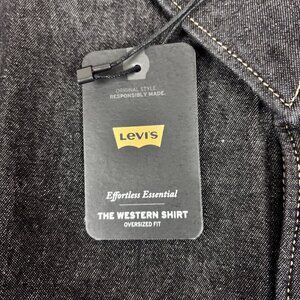 ORIGINAL STYLE.
RESPONSIBLY MADE.
LEVI'S
Effortless Essential
THE WESTERN SHIRT
OVERSIZED FIT